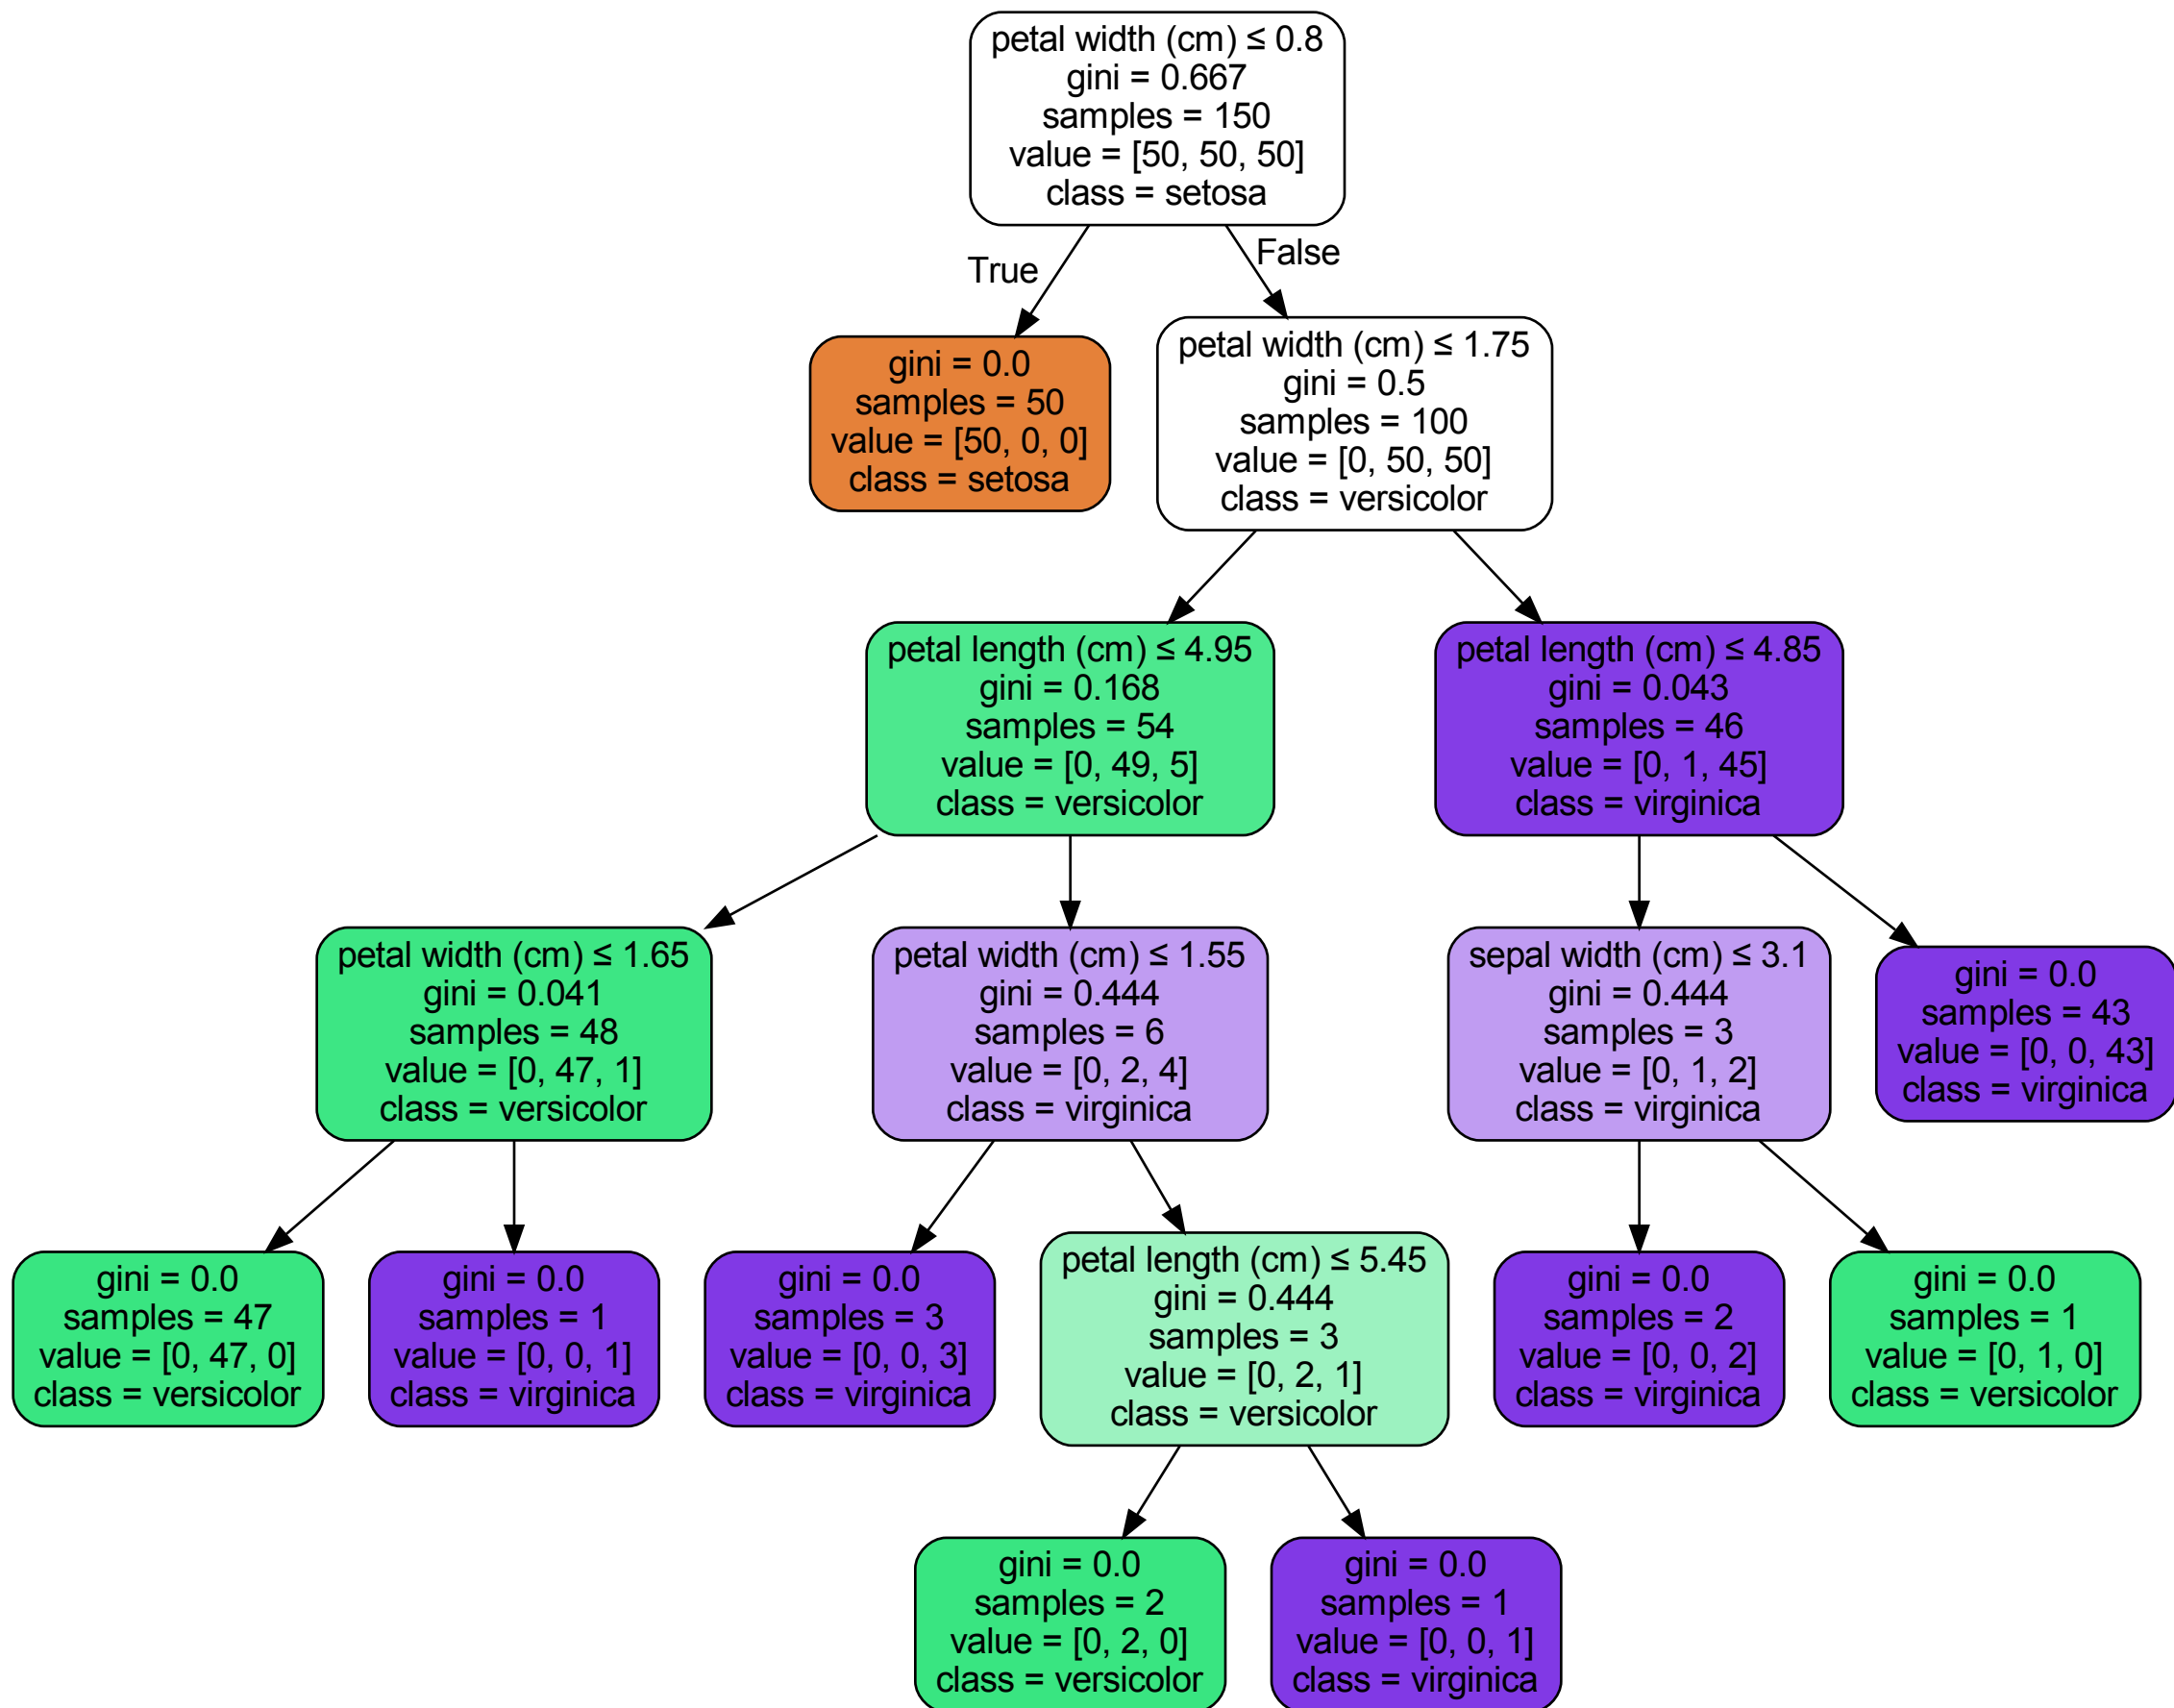 petal width (cm) ≤ 0.8
gini = 0.667
samples = 150
value = [50, 50, 50]
class = setosa
True
False
gini = 0.0
samples = 50
value = [50, 0, 0]
class = setosa
petal width (cm) ≤ 1.75
gini = 0.5
samples = 100
value = [0, 50, 50]
class = versicolor
petal length (cm) ≤ 4.95
gini = 0.168
samples = 54
value = [0, 49, 5]
class = versicolor
petal length (cm) ≤ 4.85
gini = 0.043
samples = 46
value = [0, 1, 45]
class = virginica
petal width (cm) ≤ 1.65
gini = 0.041
samples = 48
value = [0, 47, 1]
class = versicolor
petal width (cm) ≤ 1.55
gini = 0.444
samples = 6
value = [0, 2, 4]
class = virginica
sepal width (cm) ≤ 3.1
gini = 0.444
samples = 3
value = [0, 1, 2]
class = virginica
gini = 0.0
samples = 43
value = [0, 0, 43]
class = virginica
gini = 0.0
samples = 47
value = [0, 47, 0]
class = versicolor
gini = 0.0
samples = 1
value = [0, 0, 1]
class = virginica
gini = 0.0
samples = 3
value = [0, 0, 3]
class = virginica
petal length (cm) ≤ 5.45
gini = 0.444
samples = 3
value = [0, 2, 1]
class = versicolor
gini = 0.0
samples = 2
value = [0, 0, 2]
class = virginica
gini = 0.0
samples = 1
value = [0, 1, 0]
class = versicolor
gini = 0.0
samples = 2
value = [0, 2, 0]
class = versicolor
gini = 0.0
samples = 1
value = [0, 0, 1]
class = virginica